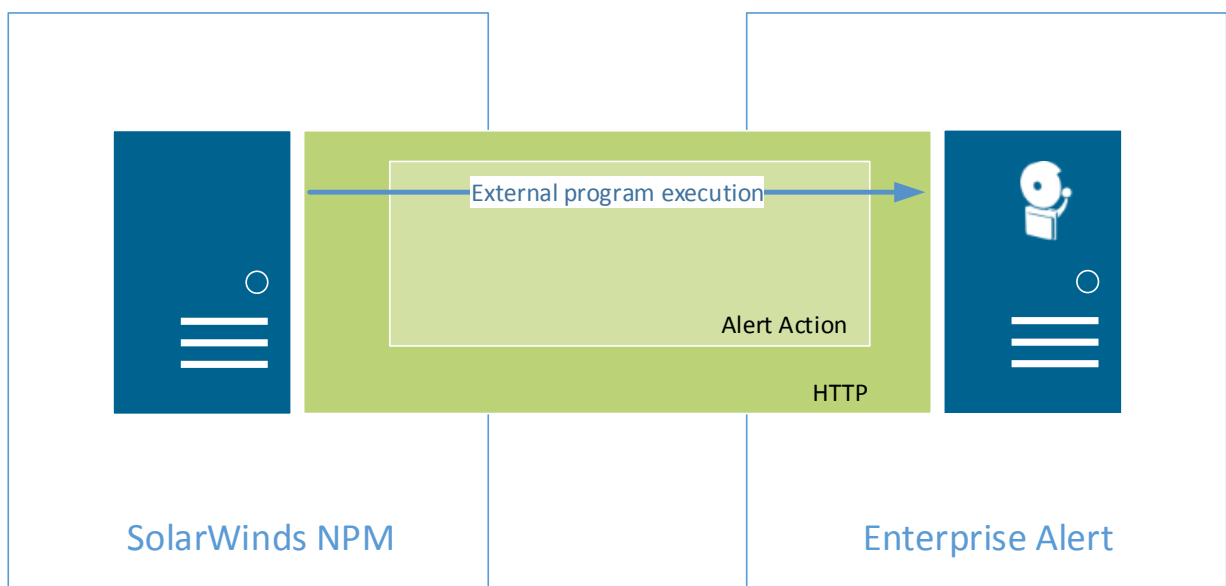 External program execution
Alert Action
HTTP
SolarWinds NPM
Enterprise Alert